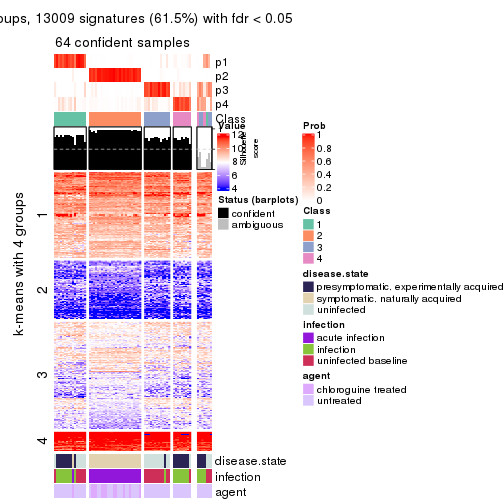 oups, 13009 signatures (61.5%) with fdr < 0.05
64 confident samples
p1
p2
p3
p4
Class
k-means with 4 groups
1
2
3
4
Value
12
10
8
6
4
Silhouette
score
Status (barplots)
confident
ambiguous
Prob
1
0.8
0.6
0.4
0.2
0
Class
1
2
3
4
disease.state
presymptomatic. experimentally acquired
symptomatic. naturally acquired
uninfected
infection
acute infection
infection
uninfected baseline
agent
chloroguine treated
untreated
disease.state
infection
agent